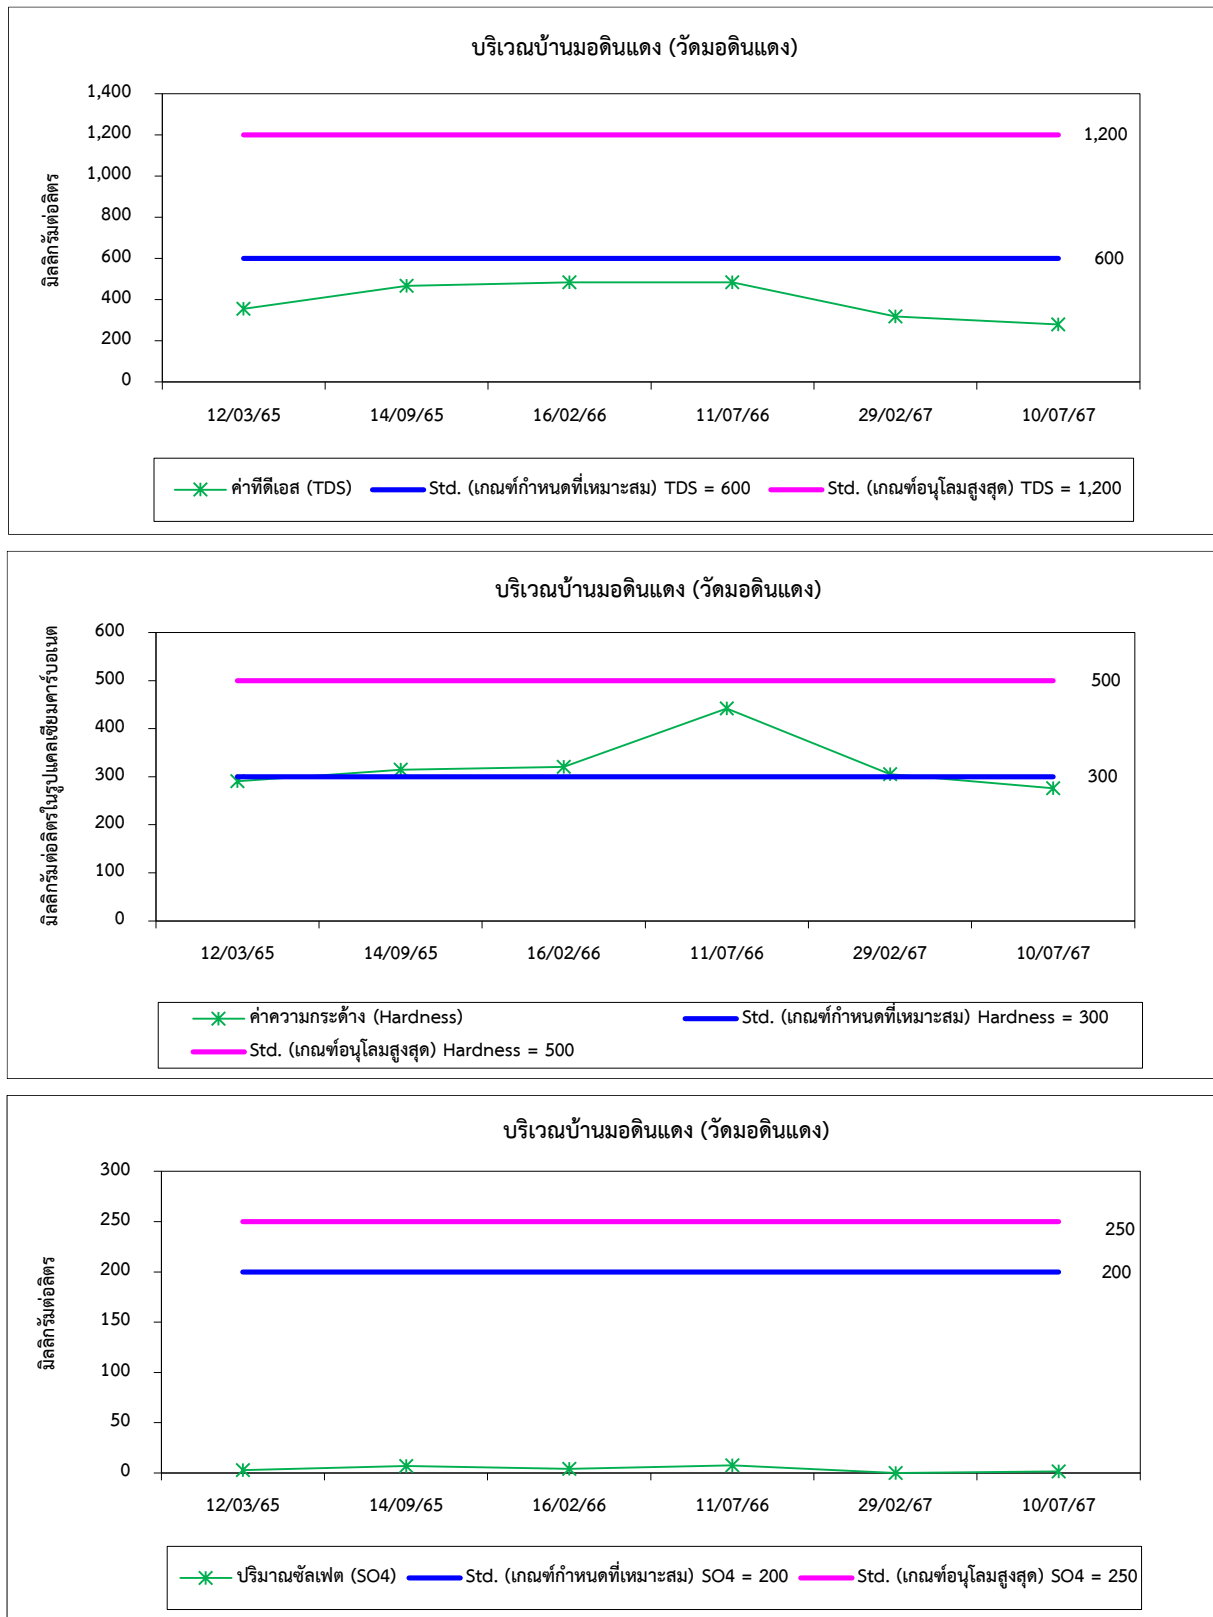 บริเวณบ้านมอดินแดง (วัดมอดินแดง)
มิลลิกรัมต่อลิตร
1,400
1,200
1,000
800
600
400
200
0
1,200
600
12/03/65 14/09/65 16/02/66 11/07/66 29/02/67 10/07/67
ค่าทีดีเอส (TDS) Std. (เกณฑ์กำหนดที่เหมาะสม) TDS = 600 Std. (เกณฑ์อนุโลมสูงสุด) TDS = 1,200
บริเวณบ้านมอดินแดง (วัดมอดินแดง)
มิลลิกรัมต่อลิตรในรูปแคลเซียมคาร์บอเนต
600
500
400
300
200
100
0
500
300
12/03/65 14/09/65 16/02/66 11/07/66 29/02/67 10/07/67
ค่าความกระด้าง (Hardness) Std. (เกณฑ์กำหนดที่เหมาะสม) Hardness = 300
Std. (เกณฑ์อนุโลมสูงสุด) Hardness = 500
บริเวณบ้านมอดินแดง (วัดมอดินแดง)
มิลลิกรัมต่อลิตร
300
250
200
150
100
50
0
250
200
12/03/65 14/09/65 16/02/66 11/07/66 29/02/67 10/07/67
ปริมาณซัลเฟต (SO4) Std. (เกณฑ์กำหนดที่เหมาะสม) SO4 = 200 Std. (เกณฑ์อนุโลมสูงสุด) SO4 = 250